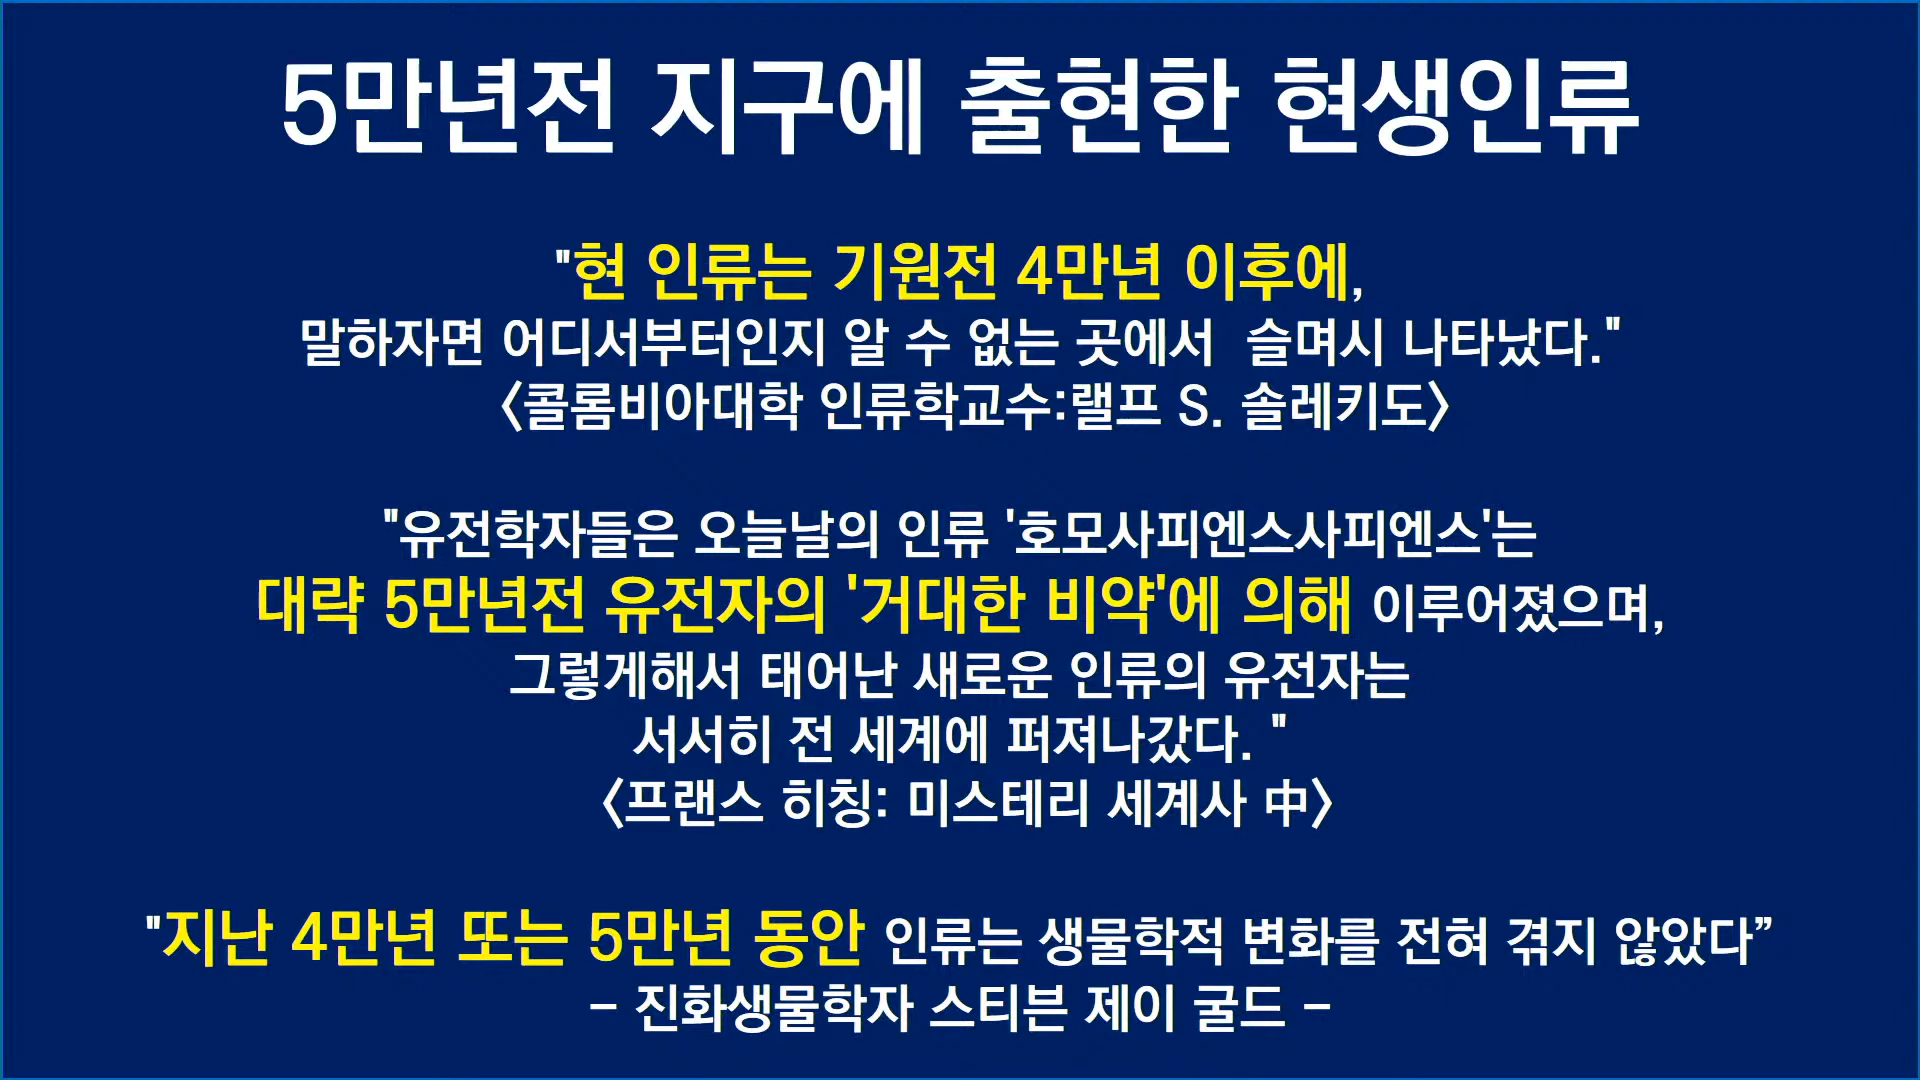 5만년전 지구에 출현한 현생인류
"현 인류는 기원전 4만년 이후에,
말하자면 어디서부터인지 알 수 없는 곳에서 슬며시 나타났다."
<콜롬비아대학 인류학교수:랠프 S. 솔레키도>
"유전학자들은 오늘날의 인류 '호모사피엔스사피엔스'는
대략 5만년전 유전자의 '거대한 비약'에 의해 이루어졌으며,
그렇게해서 태어난 새로운 인류의 유전자는
서서히 전 세계에 퍼져나갔다. "
<프랜스 히칭: 미스테리 세계사 中>
"지난 4만년 또는 5만년 동안 인류는 생물학적 변화를 전혀 겪지 않았다”
– 진화생물학자 스티븐 제이 굴드 –